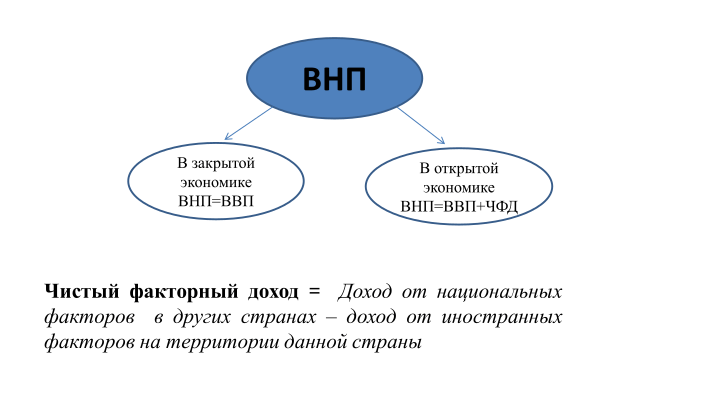 ВНП
В закрытой
экономике
ВНП=ВВП
В открытой
экономике
ВНП=ВВП+ЧФД
Чистый факторный доход = Доход от национальных
факторов в других странах – доход от иностранных
факторов на территории данной страны